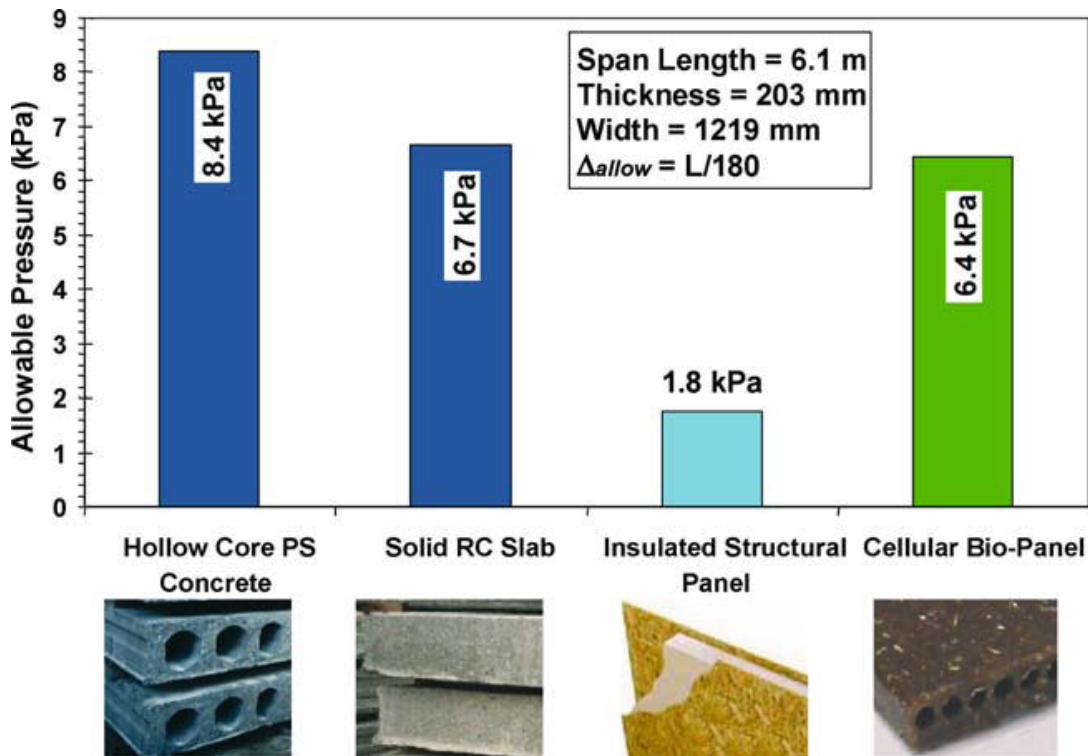 Allowable Pressure (kPa)
9
8
7
6
5
4
3
2
1
0
8.4 kPa
6.7 kPa
1.8 kPa
6.4 kPa
Span Length = 6.1 m
Thickness = 203 mm
Width = 1219 mm
Δallow = L/180
Hollow Core PS
Concrete
Solid RC Slab
Insulated Structural
Panel
Cellular Bio-Panel